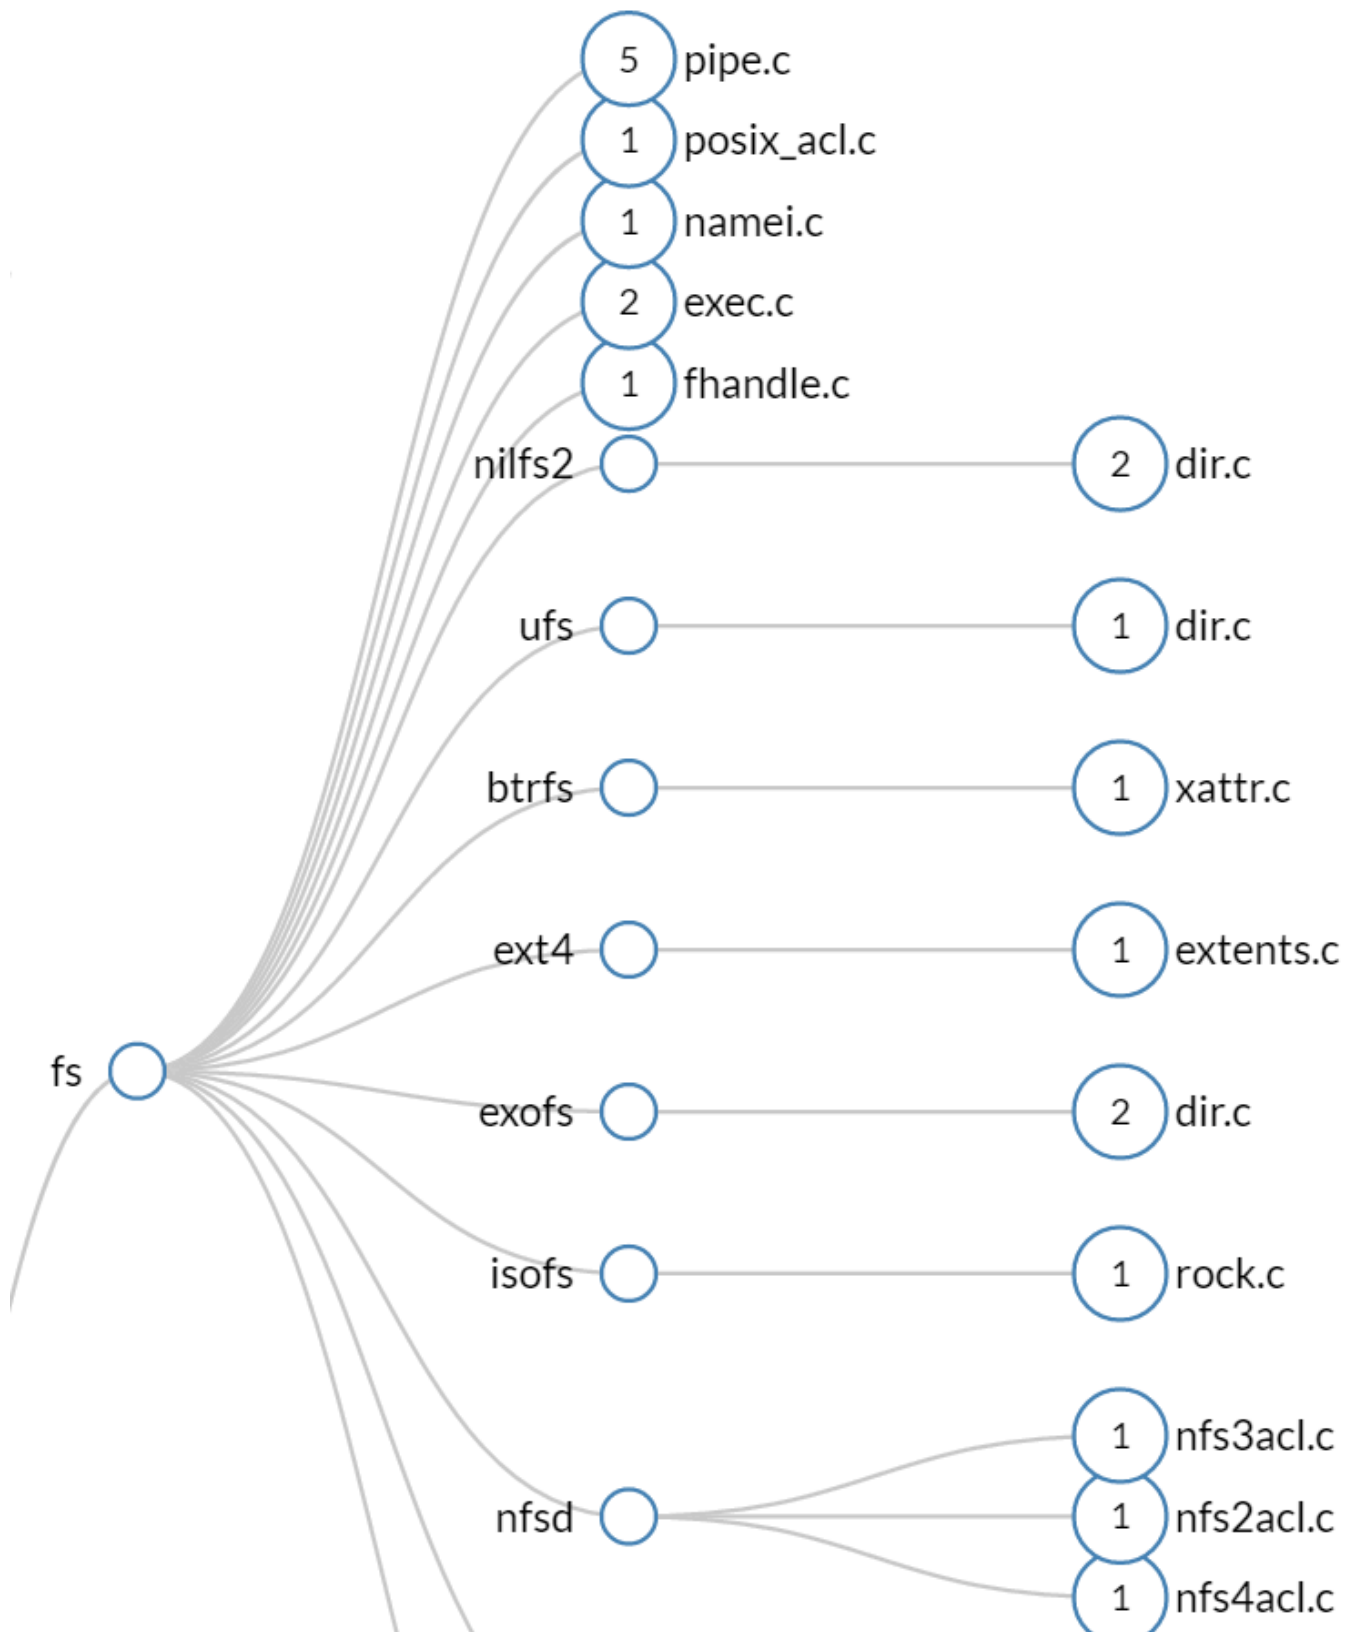 5 pipe.c
1 posix_acl.c
1 namei.c
2 exec.c
1 fhandle.c
nilfs2 2 dir.c
ufs 1 dir.c
btrfs 1 xattr.c
ext4 1 extents.c
fs
exofs 2 dir.c
isofs 1 rock.c
1 nfs3acl.c
nfsd 1 nfs2acl.c
1 nfs4acl.c